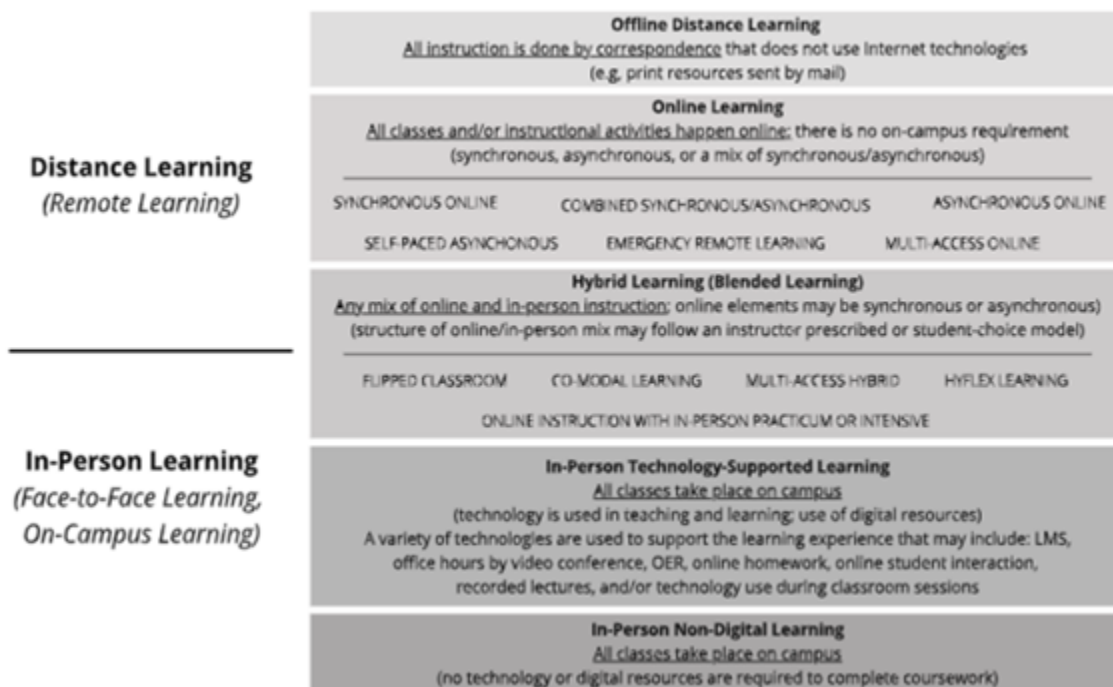 Distance Learning
(Remote Learning)
In-Person Learning
(Face-to-Face Learning,
On-Campus Learning)
Offline Distance Learning
All instruction is done by correspondence that does not use Internet technologies
(e.g, print resources sent by mail)
Online Learning
All classes and/or instructional activities happen online; there is no on-campus requirement
(synchronous, asynchronous, or a mix of synchronous/asynchronous)
SYNCHRONOUS ONLINE COMBINED SYNCHRONOUS/ASYNCHRONOUS ASYNCHRONOUS ONLINE
SELF-PACED ASYNCHONOUS EMERGENCY REMOTE LEARNING MULTI-ACCESS ONLINE
Hybrid Learning (Blended Learning)
Any mix of online and in-person instruction; online elements may be synchronous or asynchronous)
(structure of online/in-person mix may follow an instructor prescribed or student-choice model)
FLIPPED CLASSROOM CO-MODAL LEARNING MULTI-ACCESS HYBRID HYFLEX LEARNING
ONLINE INSTRUCTION WITH IN-PERSON PRACTICUM OR INTENSIVE
In-Person Technology-Supported Learning
All classes take place on campus
(technology is used in teaching and learning; use of digital resources)
A variety of technologies are used to support the learning experience that may include: LMS,
office hours by video conference, OER, online homework, online student interaction,
recorded lectures, and/or technology use during classroom sessions
In-Person Non-Digital Learning
All classes take place on campus
(no technology or digital resources are required to complete coursework)